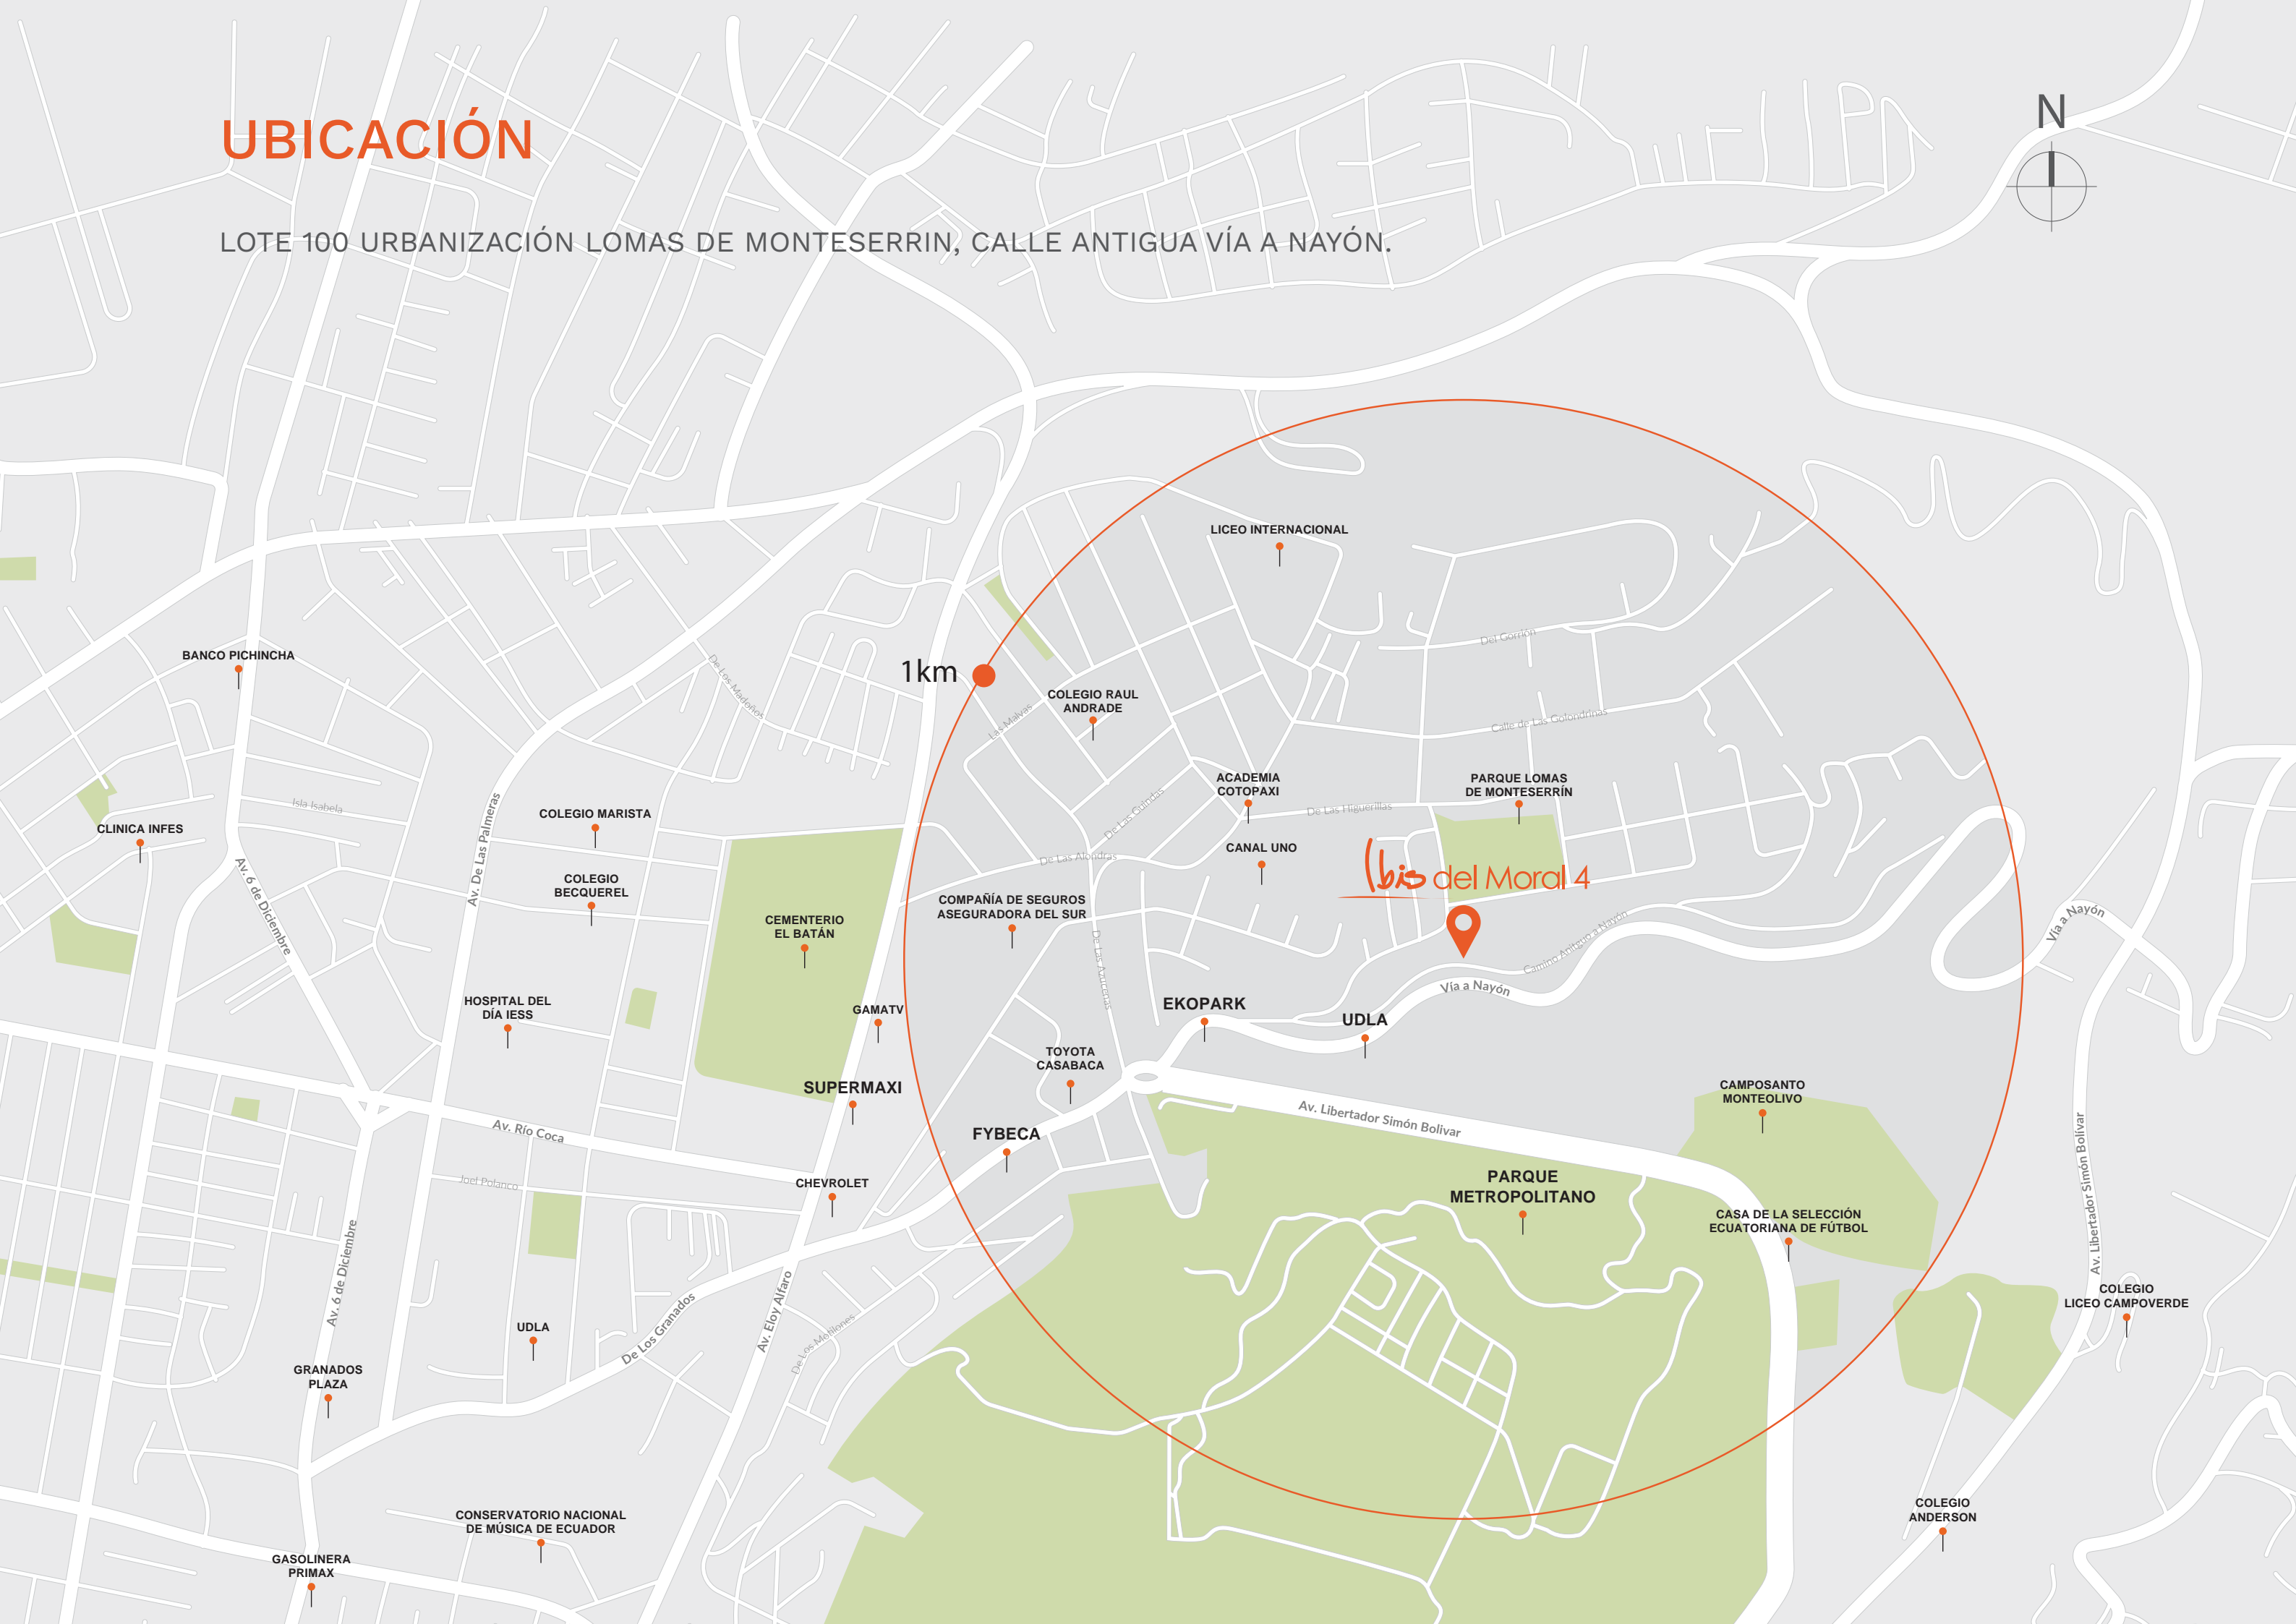 UBICACIÓN
N
LOTE 100 URBANIZACIÓN LOMAS DE MONTESERRIN, CALLE ANTIGUA VÍA A NAYÓN.
LICEO INTERNACIONAL
Del Gorrión
BANCO PICHINCHA
De Los Madroños
1km
COLEGIO RAUL
ANDRADE
Las Malvas
Calle de Las Golondrinas
ACADEMIA
COTOPAXI
PARQUE LOMAS
DE MONTESERRÍN
Isla Isabela
Av. De Las Palmeras
COLEGIO MARISTA
De Las Guindas
De Las Higuerillas
CLINICA INFES
CANAL UNO
De Las Alondras
Ibis del Moral 4
Av. 6 de Diciembre
COLEGIO
BECQUEREL
COMPAÑÍA DE SEGUROS
ASEGURADORA DEL SUR
CEMENTERIO
EL BATÁN
Vía a Nayón
Camino Anitguo a Nayón
De Las Azucenas
Vía a Nayón
HOSPITAL DEL
DÍA IESS
GAMATV
EKOPARK
UDLA
TOYOTA
CASABACA
SUPERMAXI
CAMPOSANTO
MONTEOLIVO
Av. Río Coca
FYBECA
Av. Libertador Simón Bolivar
Joel Polanco
CHEVROLET
PARQUE
METROPOLITANO
Av. Libertador Simón Bolívar
CASA DE LA SELECCIÓN
ECUATORIANA DE FÚTBOL
Av. 6 de Diciembre
COLEGIO
LICEO CAMPOVERDE
UDLA
De Los Granados
Av. Eloy Alfaro
De Los Motilones
GRANADOS
PLAZA
CONSERVATORIO NACIONAL
DE MÚSICA DE ECUADOR
COLEGIO
ANDERSON
GASOLINERA
PRIMAX